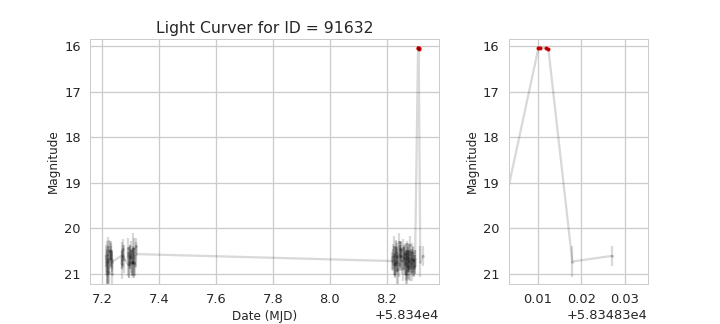 Light Curver for ID = 91632
Magnitude
16
17
18
19
20
21
7.2 7.4 7.6 7.8 8.0 8.2
Date (MJD)
+5.834e4
Magnitude
16
17
18
19
20
21
0.01 0.02 0.03
+5.83483e4